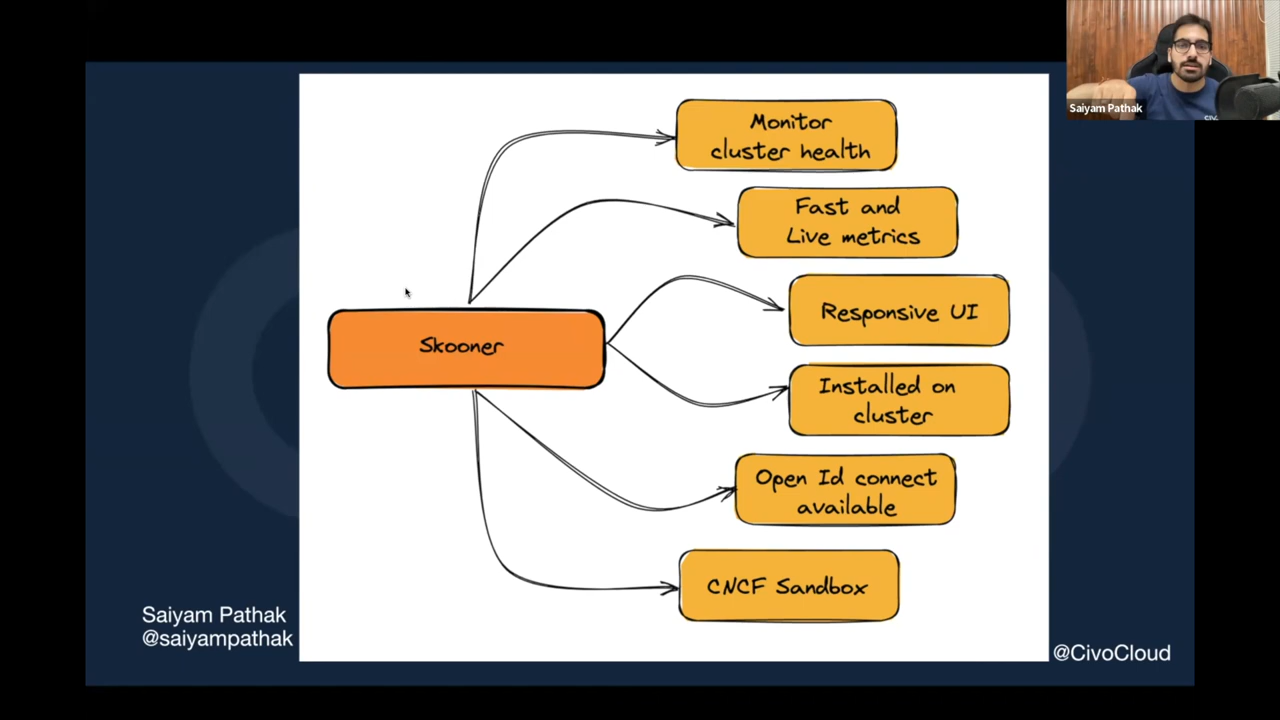 Saiyam Pathak
Monitor
cluster health
Fast and
Live metrics
Skooner
Responsive UI
Installed on
cluster
Open Id connect
available
CNCF Sandbox
Saiyam Pathak
@saiyampathak
@CivoCloud